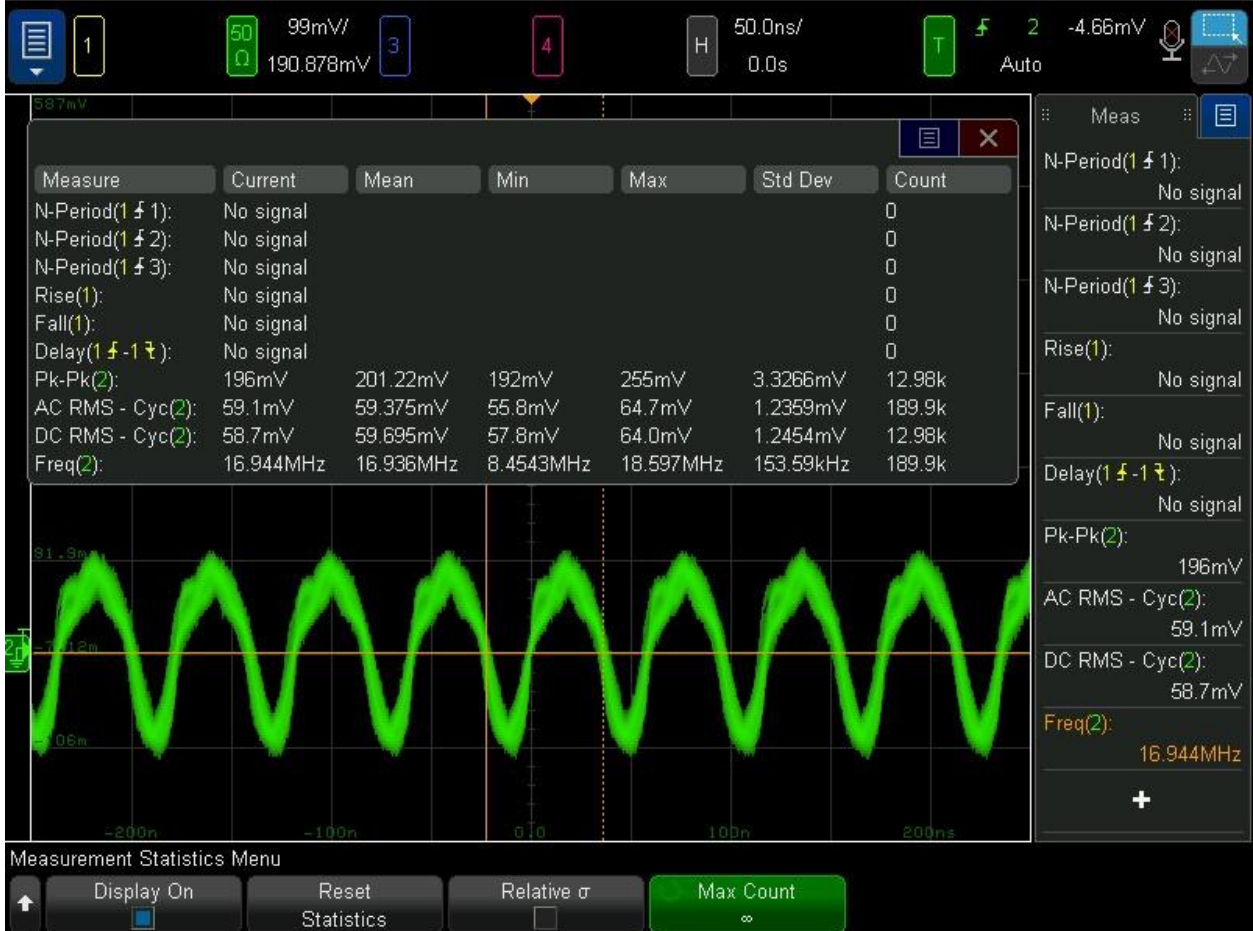 1 50 Ω 99mV/ 190.878mV 3 4 H 50.0ns/ 0.0s T 2 -4.66mV Auto
587mV
Meas
Measure Current Mean Min Max Std Dev Count
N-Period(1 1): No signal 0
N-Period(1 2): No signal 0
N-Period(1 3): No signal 0
Rise(1): No signal 0
Fall(1): No signal 0
Delay(1 -1 ): No signal 0
Pk-Pk(2): 196mV 201.22mV 192mV 255mV 3.3266mV 12.98k
AC RMS - Cyc(2): 59.1mV 59.375mV 55.8mV 64.7mV 1.2359mV 189.9k
DC RMS - Cyc(2): 58.7mV 59.695mV 57.8mV 64.0mV 1.2454mV 12.98k
Freq(2): 16.944MHz 16.936MHz 8.4543MHz 18.597MHz 153.59kHz 189.9k
N-Period(1 1):
No signal
N-Period(1 2):
No signal
N-Period(1 3):
No signal
Rise(1):
No signal
Fall(1):
No signal
Delay(1 -1 ):
No signal
Pk-Pk(2):
196mV
AC RMS - Cyc(2):
59.1mV
DC RMS - Cyc(2):
58.7mV
Freq(2):
16.944MHz
+
-200n -100n 0.0 100n 200ns
Measurement Statistics Menu
Display On
Reset Statistics
Relative σ
Max Count
∞